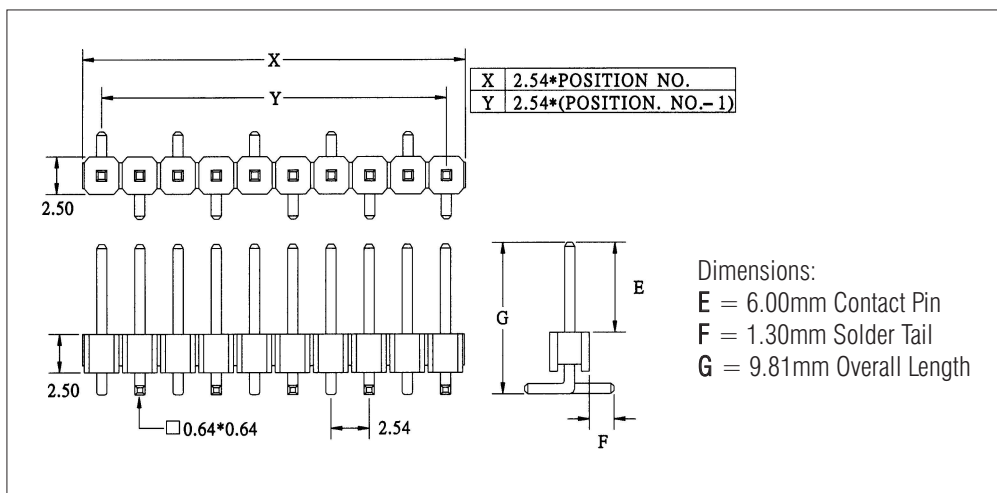 X
X 2.54*POSITION NO.
Y
Y 2.54*(POSITION. NO.-1)
2.50
E
G
Dimensions:
E = 6.00mm Contact Pin
F = 1.30mm Solder Tail
G = 9.81mm Overall Length
2.50
0.64*0.64
2.54
F